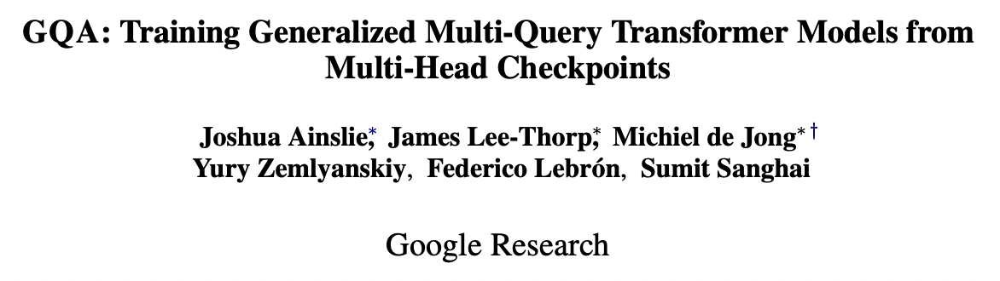 GQA: Training Generalized Multi-Query Transformer Models from
Multi-Head Checkpoints
Joshua Ainslie,* James Lee-Thorp,* Michiel de Jong*†
Yury Zemlyanskiy, Federico Lebrón, Sumit Sanghai
Google Research